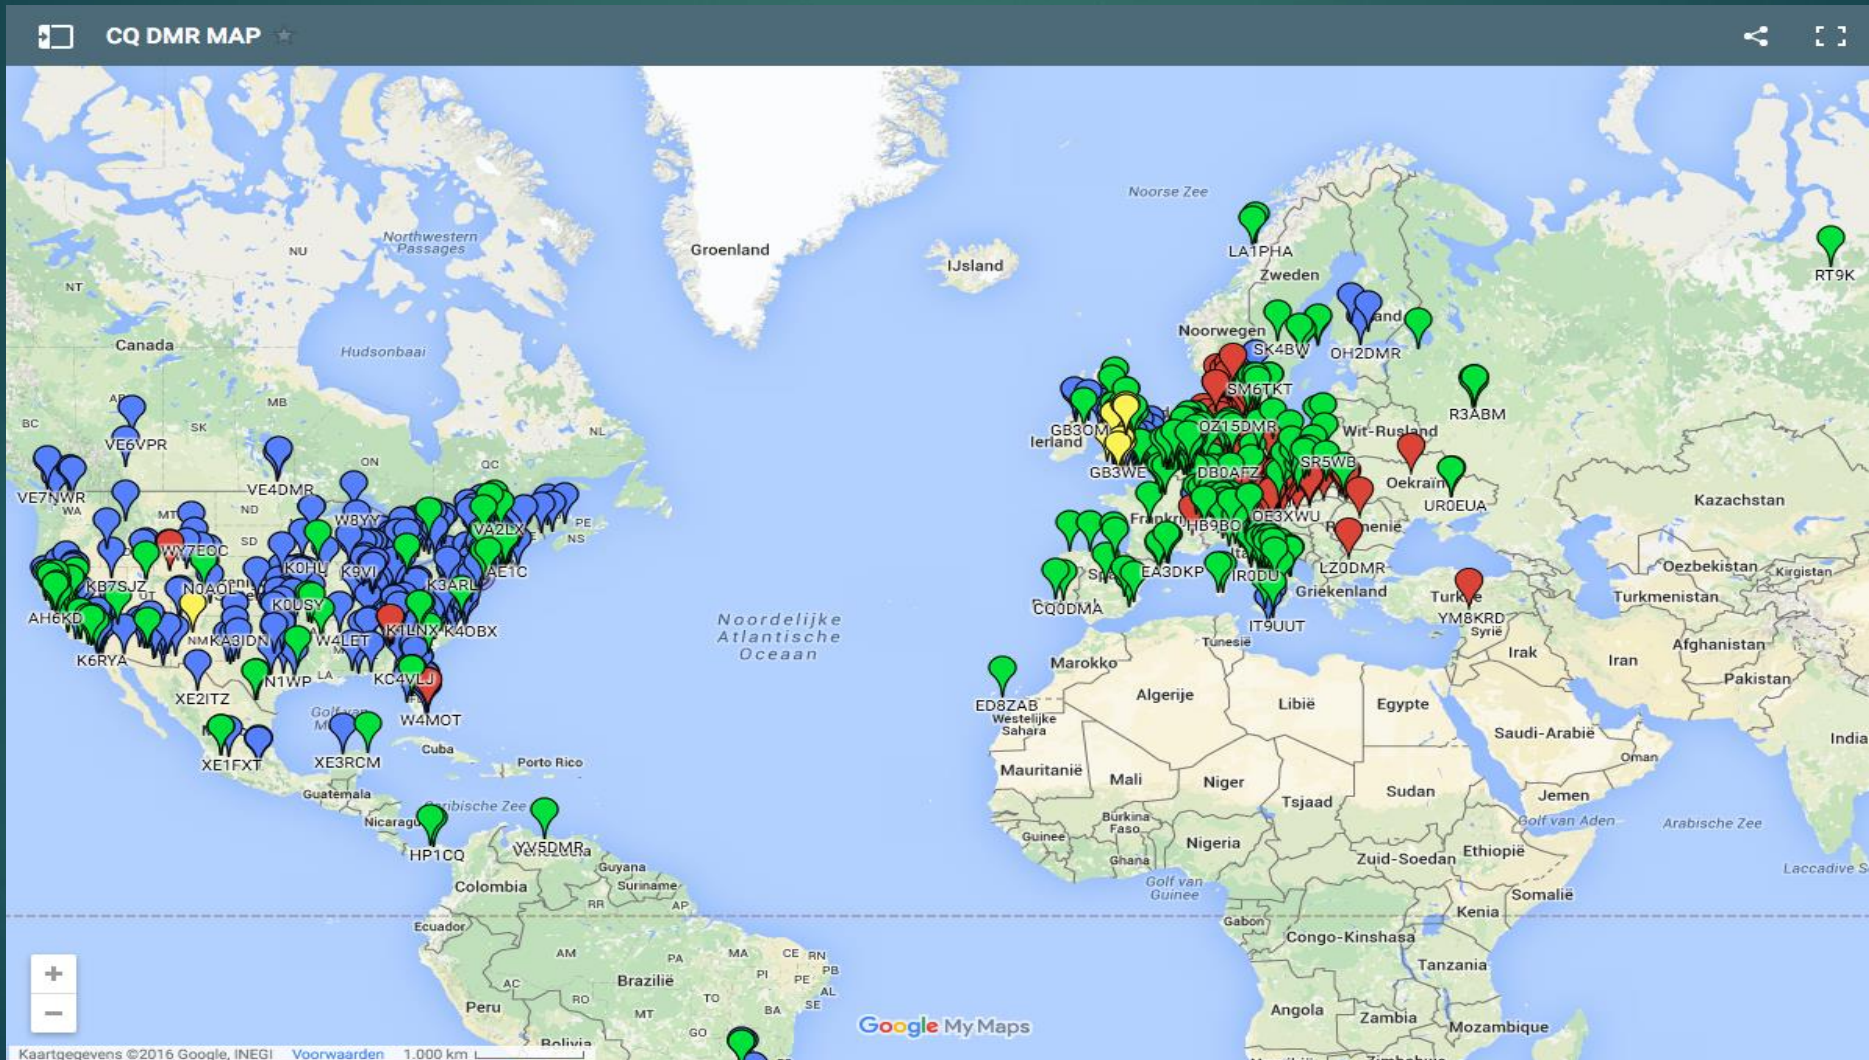 CQ DMR MAP
Noorse Zee
Groenland
IJsland
LA1PHA
Zweden
RT9K
NU
Northwestern
Passages
NT
Canada
Hudsonbaai
Noorwegen
SK4BW
OH2DMR
SM6TKT
R3ABM
MB
BC
SK
NL
VE6VPR
GB3OM
Ierland
OZ15DMR
Wit-Rusland
ON
QC
GB3WE
DB0AFZ
SR5WB
Oekraïn
UR0EUA
Kazachstan
VE7NWR
WA
VE4DMR
MT
ND
W8YY
VA2LX
PE
NS
HB9BO
OE3XWU
SD
WY7EOC
K0HU
K9VI
K3ARL
AE1C
KB7SJZ
UT
N0AOL
K0USY
EA3DKP
IR0DU
LZ0DMR
Oezbekistan
Kirgistan
Griekenland
Turkmenistan
AH6KD
CQ0DMA
IT9UUT
YM8KRD
Syrië
NM
KA3IDN
W4LET
K1LNX
K4OBX
Noordelijke
Atlantische
Oceaan
Tunesië
Afghanistan
K6RYA
Marokko
Irak
Iran
Pakistan
N1WP
LA
KC4VLJ
XE2ITZ
W4MOT
ED8ZAB
Westelijke
Sahara
Algerije
Libië
Egypte
Saudi-Arabië
India
XE1FXT
XE3RCM
Cuba
Porto Rico
Oman
Guatemala
Mauritanië
Mali
Niger
Tsjaad
Sudan
Jemen
Golf van Aden
Arabische Zee
Caribische Zee
HP1CQ
YV5DMR
Burkina
Faso
Guinee
Ghana
Nigeria
Zuid-Soedan
Ethiopië
Laccadive S
Colombia
Guyana
Suriname
Golf van
Guinee
Somalië
RR
AP
Ecuador
Gabon
Kenia
Congo-Kinshasa
Tanzania
AM
PA
MA
CE
RN
PB
PI
PE
AL
SE
AC
RO
Brazilië
TO
BA
Peru
MT
GO
Angola
Zambia
Mozambique
Google My Maps
Bolivia
Kaartgegevens ©2016 Google, INEGI
Voorwaarden
1.000 km